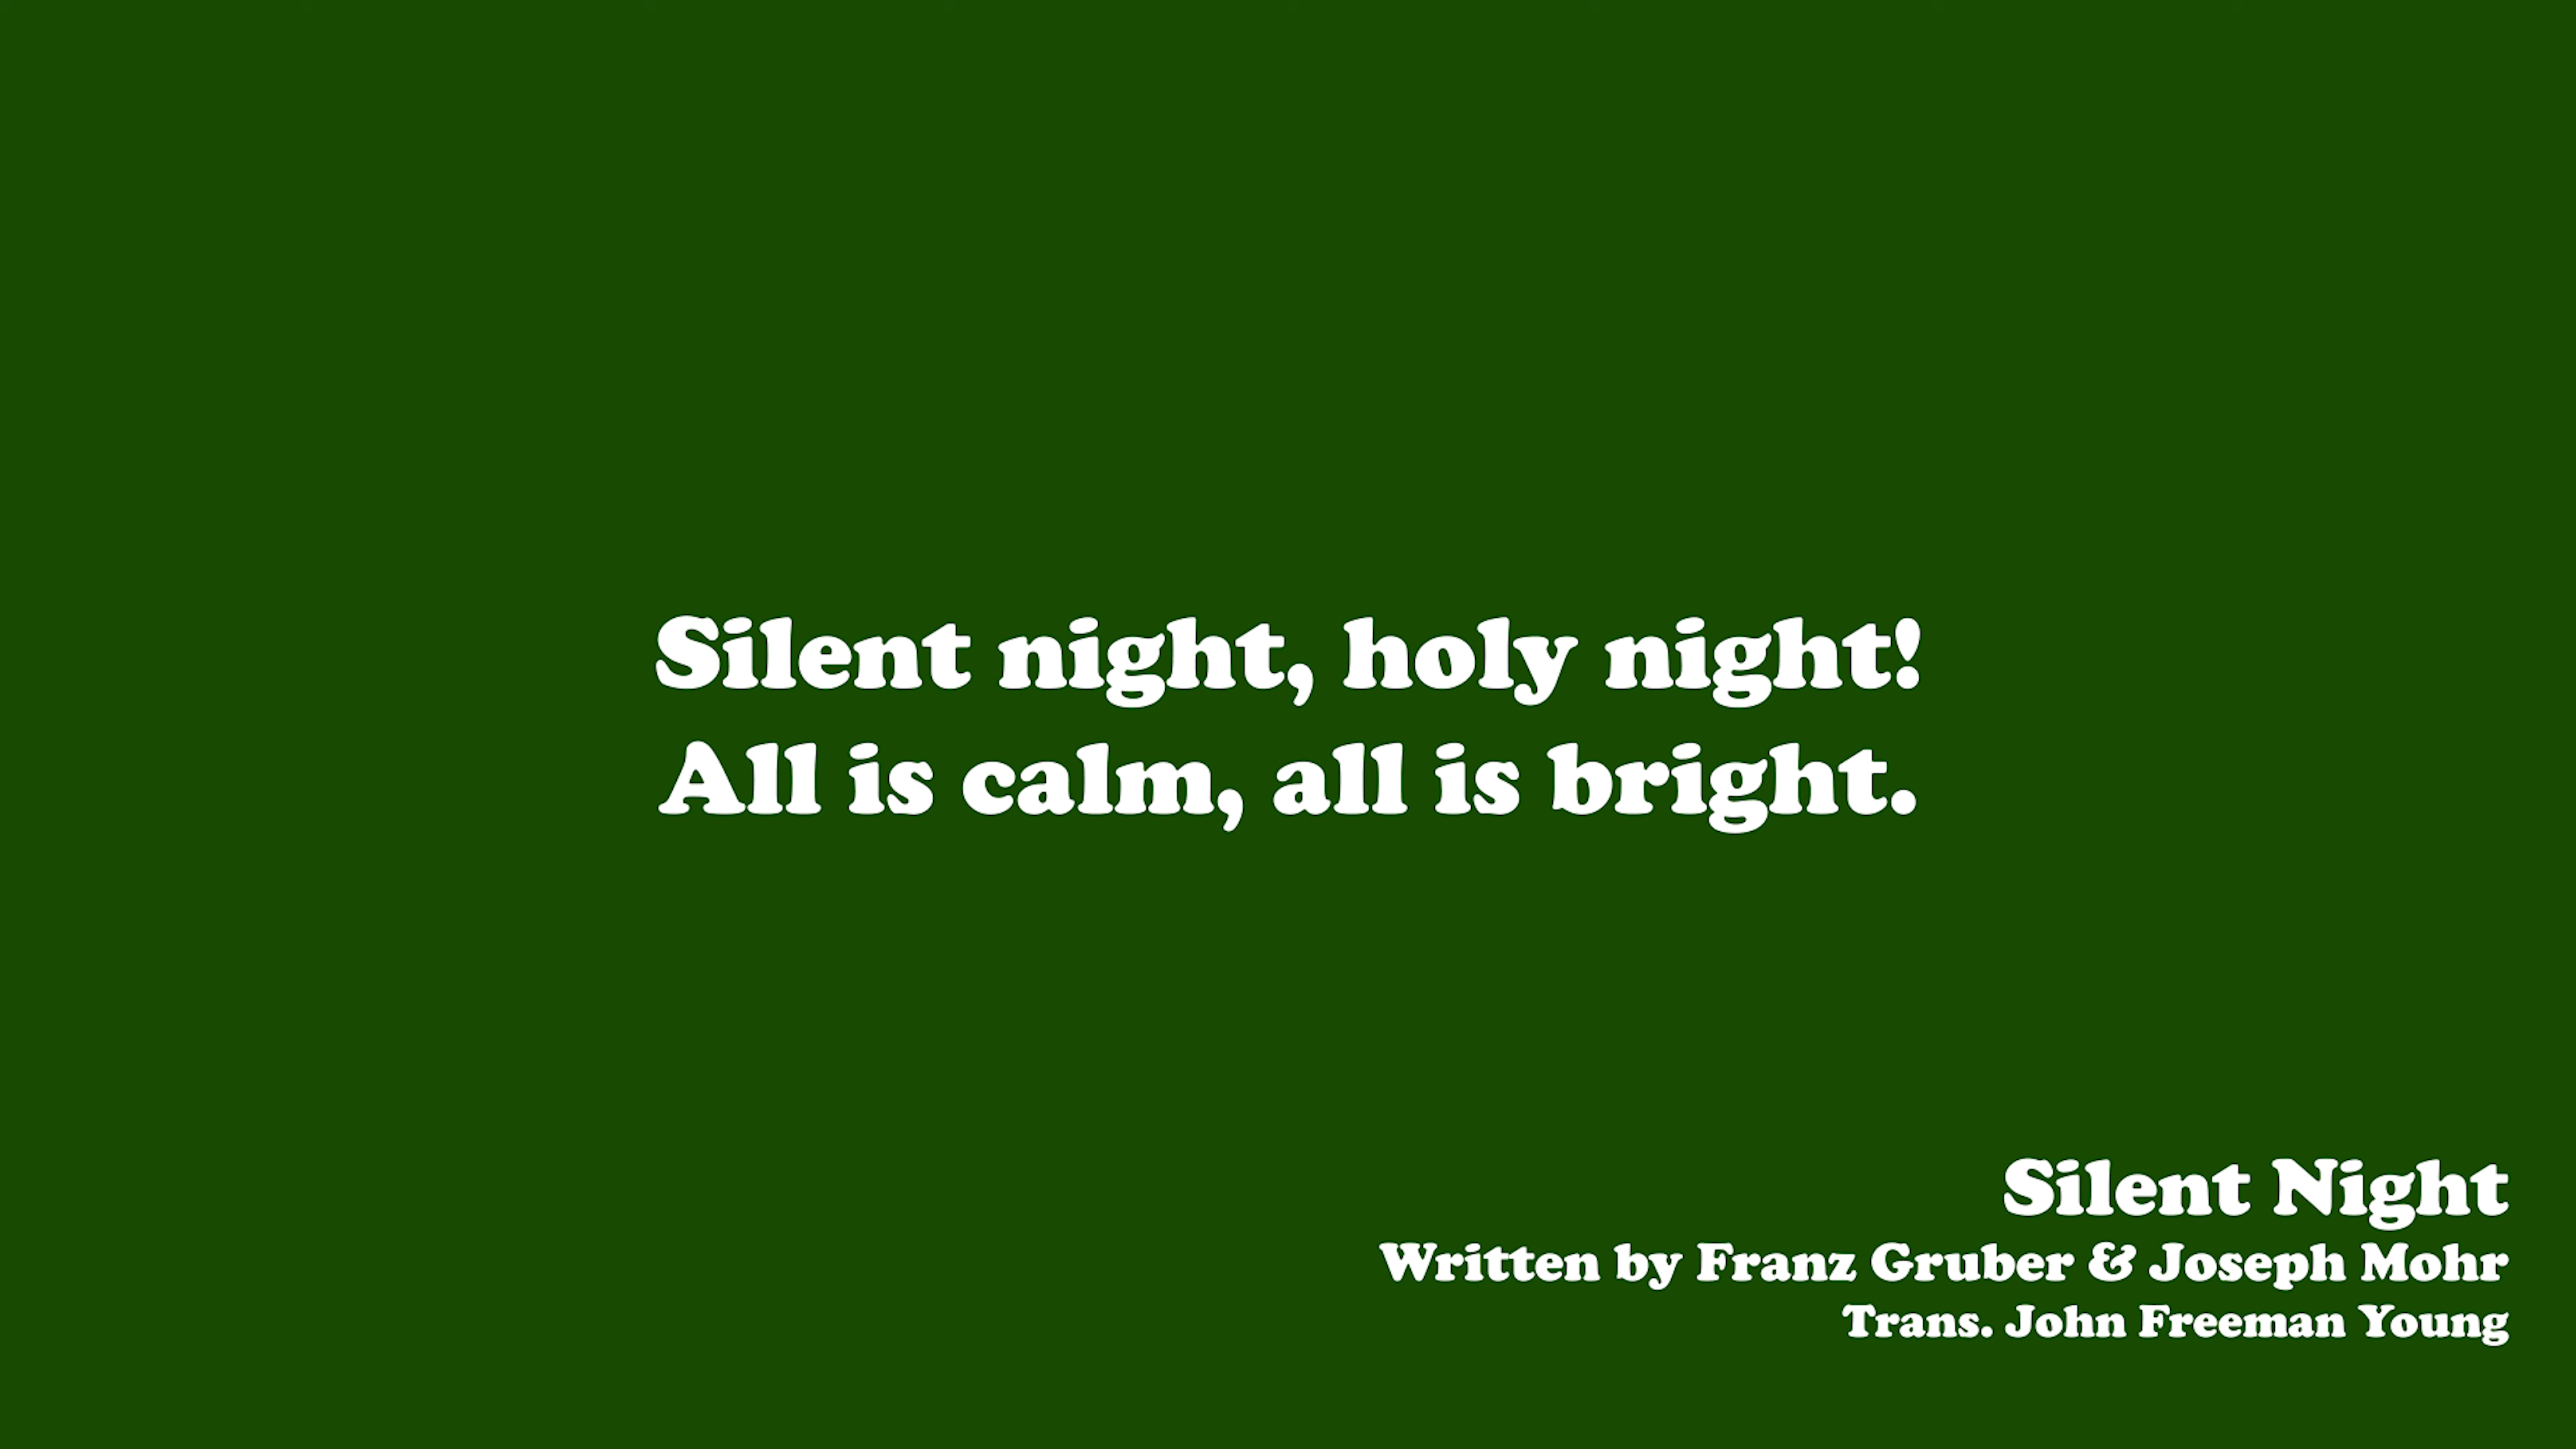 Silent night, holy night!
All is calm, all is bright.
Silent Night
Written by Franz Gruber & Joseph Mohr
Trans. John Freeman Young